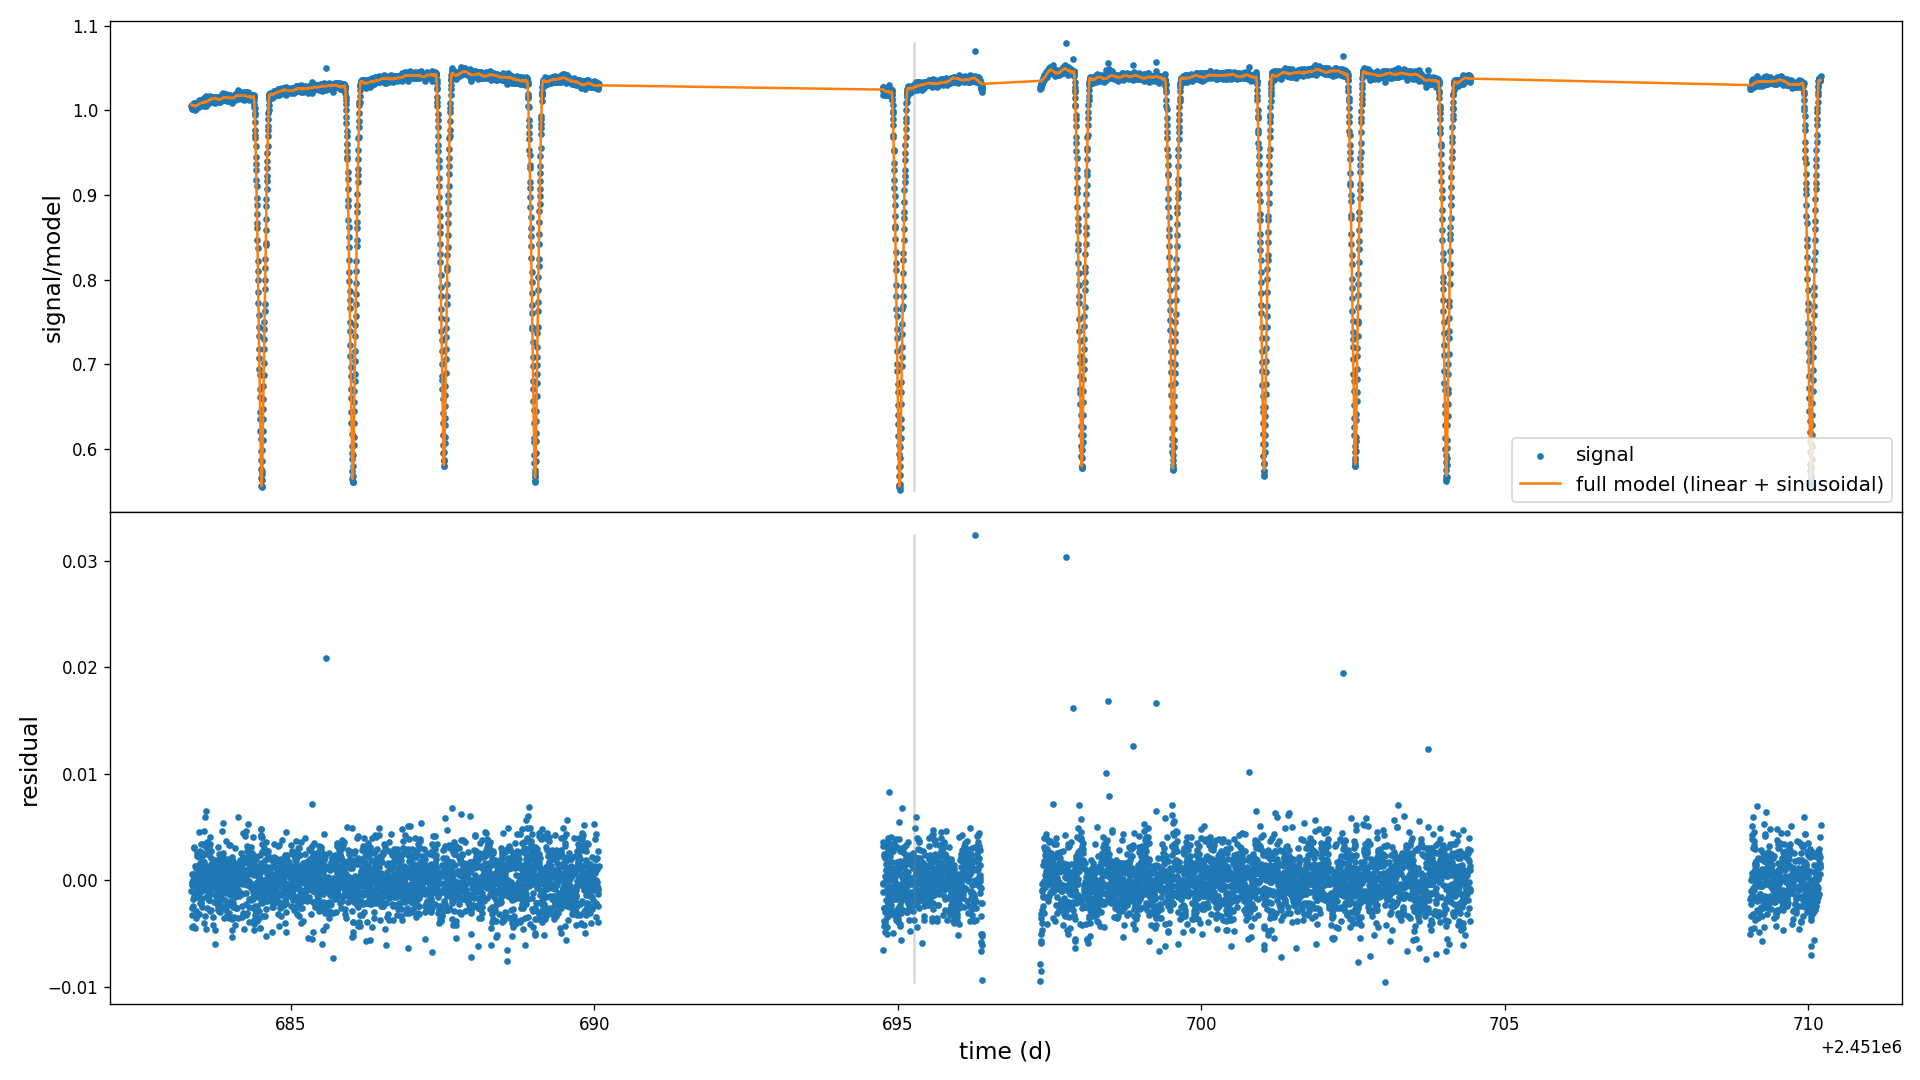 1.1
1.0
0.9
0.8
0.7
0.6
signal/model
signal
full model (linear + sinusoidal)
0.03
0.02
0.01
0.00
−0.01
residual
685
690
695
700
705
710
time (d)
+2.451e6